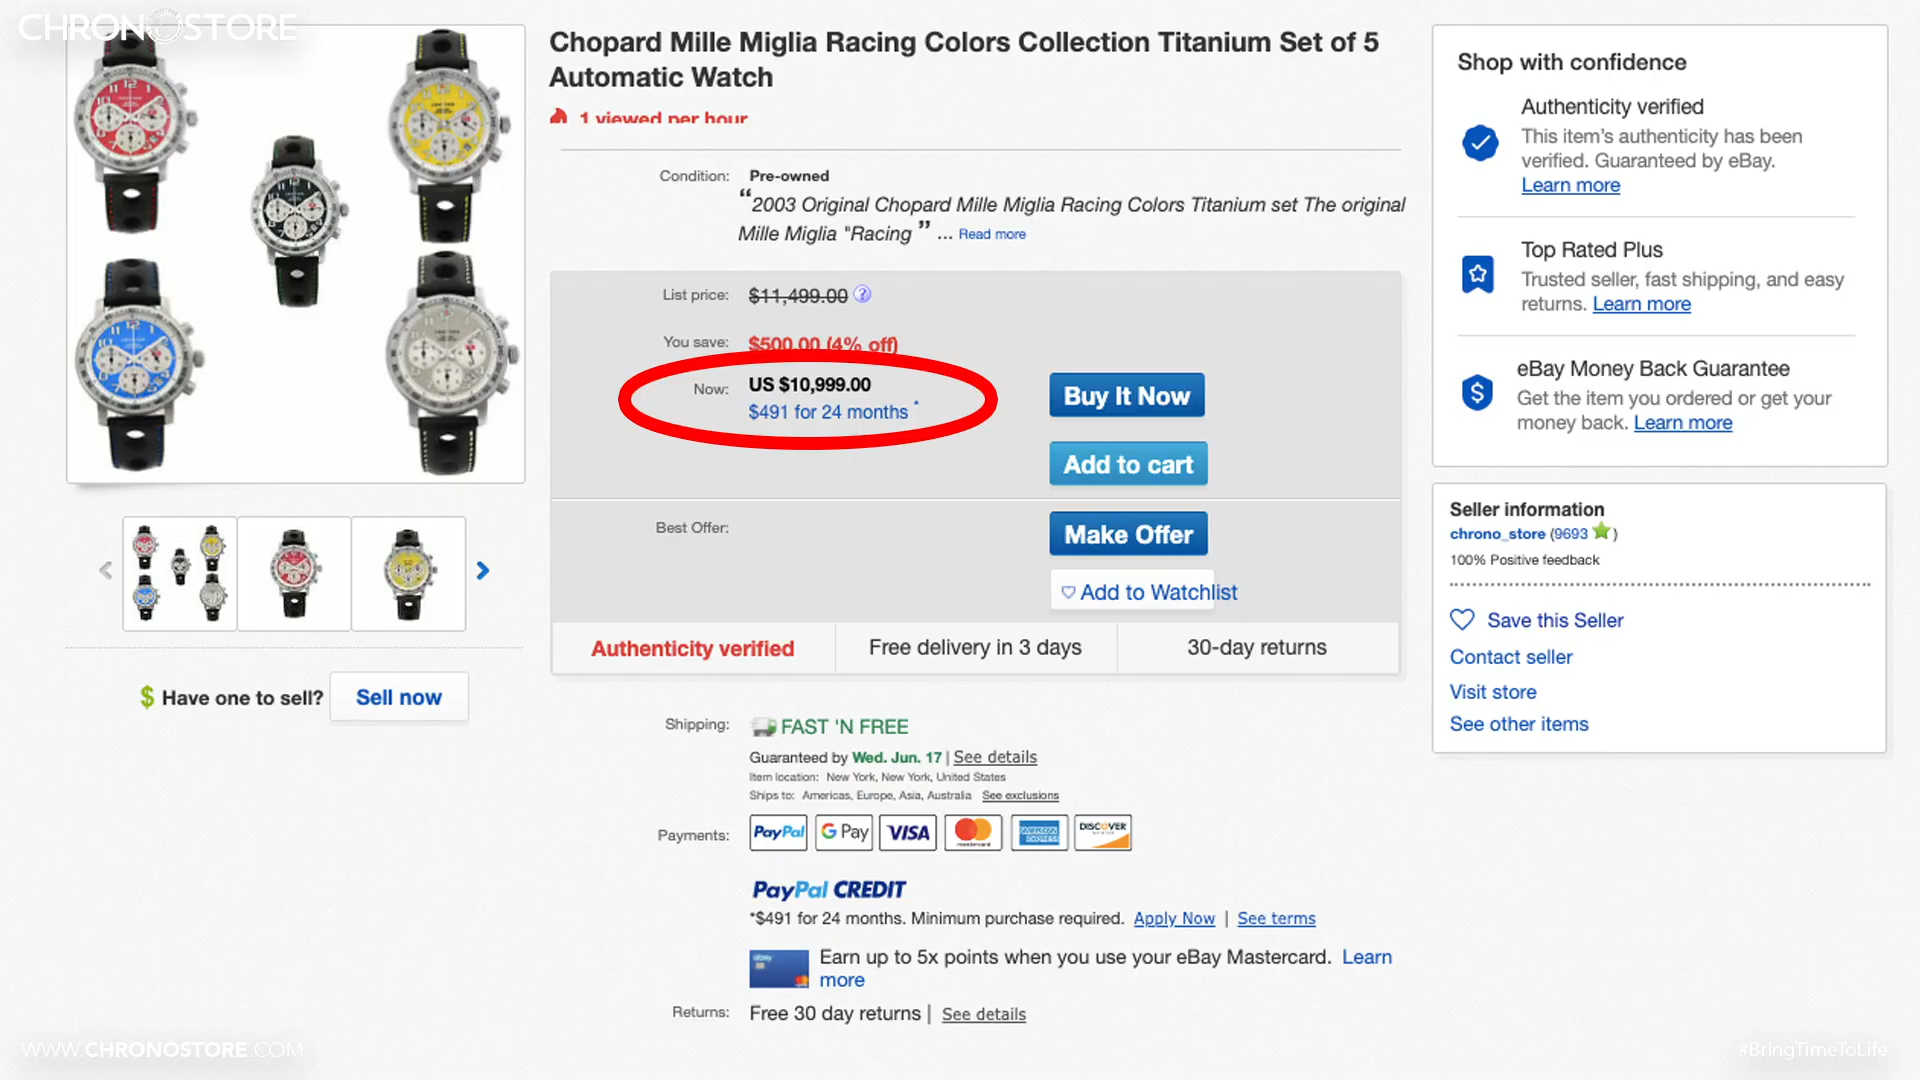 CHRONOSTORE
Chopard Mille Miglia Racing Colors Collection Titanium Set of 5
Automatic Watch
1 viewed per hour
Condition: Pre-owned
“2003 Original Chopard Mille Miglia Racing Colors Titanium set The original
Mille Miglia "Racing ” ... Read more
List price: $11,499.00 ?
You save: $500.00 (4% off)
Now: US $10,999.00
$491 for 24 months *
Buy It Now
Add to cart
Best Offer:
Make Offer
Add to Watchlist
Authenticity verified
Free delivery in 3 days
30-day returns
$ Have one to sell? Sell now
Shipping: FAST 'N FREE
Guaranteed by Wed. Jun. 17 | See details
Item location: New York, New York, United States
Ships to: Americas, Europe, Asia, Australia See exclusions
Payments: PayPal G Pay VISA mastercard AMERICAN EXPRESS DISCOVER
PayPal CREDIT
*$491 for 24 months. Minimum purchase required. Apply Now | See terms
ebay
Earn up to 5x points when you use your eBay Mastercard. Learn
more
Returns: Free 30 day returns | See details
Shop with confidence
Authenticity verified
This item's authenticity has been
verified. Guaranteed by eBay.
Learn more
Top Rated Plus
Trusted seller, fast shipping, and easy
returns. Learn more
eBay Money Back Guarantee
$
Get the item you ordered or get your
money back. Learn more
Seller information
chrono_store (9693 )
100% Positive feedback
Save this Seller
Contact seller
Visit store
See other items
WWW.CHRONOSTORE.COM
#BringTimeToLife